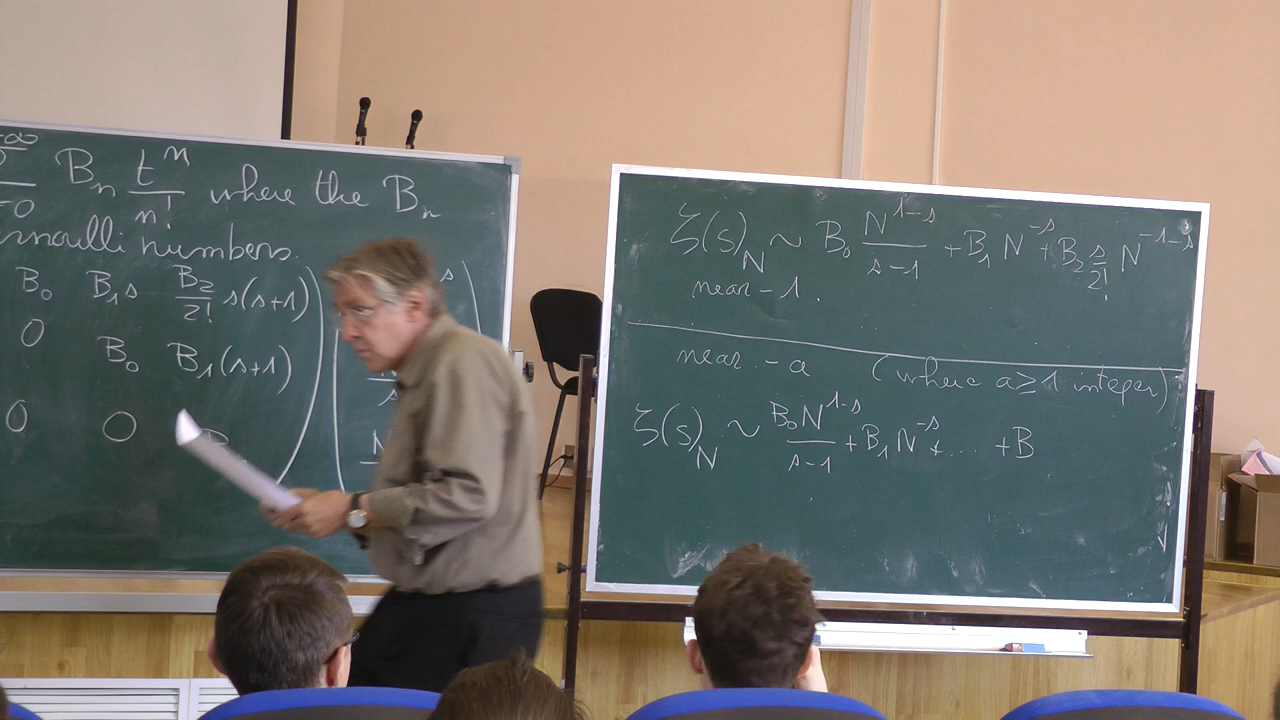 ∞
Σ B_n t^n/n! where the B_n
=0
rnoulli numbers.
B_0 B_1 s B_2/2! s(s+1)
0 B_0 B_1(s+1)
0 0
ζ(s)_N ~ B_0 N^{1-s}/(s-1) + B_1 N^{-s} + B_2 s/2! N^{-1-s}
near -1.
near -a (where a≥1 integer)
ζ(s)_N ~ B_0 N^{1-s}/(s-1) + B_1 N^{-s} + ... + B